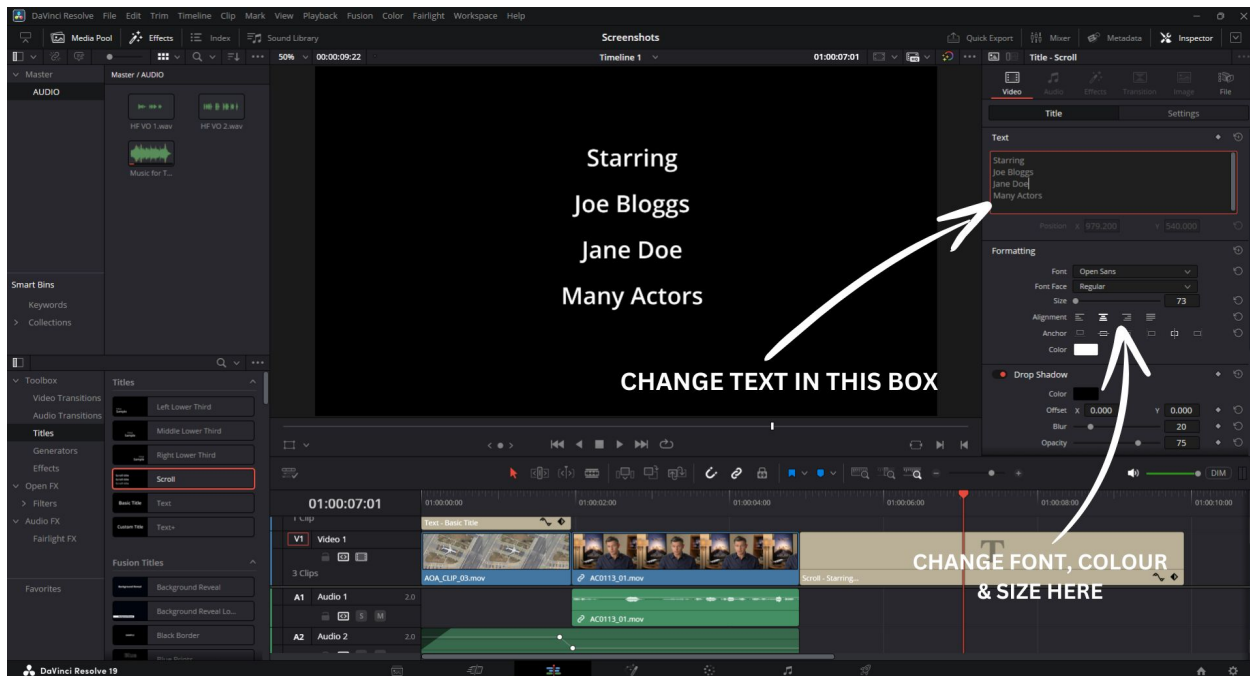 DaVinci Resolve File Edit Trim Timeline Clip Mark View Playback Fusion Color Fairlight Workspace Help
Media Pool Effects Index Sound Library Screenshots Quick Export Mixer Metadata Inspector
50% 00:00:09:22 Timeline 1 01:00:07:01 Title - Scroll
Master
AUDIO
Master / AUDIO
HF VO 1.wav HF VO 2.wav
Music for T...
Smart Bins
Keywords
Collections
Starring
Joe Bloggs
Jane Doe
Many Actors
Video Audio Effects Transition Image File
Title Settings
Text
Starring
Joe Bloggs
Jane Doe
Many Actors
Position X 979.200 Y 540.000
Formatting
Font Open Sans
Font Face Regular
Size 73
Alignment
Anchor
Color
Drop Shadow
Color
Offset X 0.000 Y 0.000
Blur 20
Opacity 75
CHANGE TEXT IN THIS BOX
Toolbox
Video Transitions
Audio Transitions
Titles
Generators
Effects
Open FX
Filters
Audio FX
Fairlight FX
Favorites
Titles
Left Lower Third
Middle Lower Third
Right Lower Third
Scroll
Basic Title Text
Custom Title Text+
Fusion Titles
Background Reveal
Background Reveal Lo...
Black Border
DIM
01:00:07:01 01:00:00:00 01:00:02:00 01:00:04:00 01:00:06:00 01:00:08:00 01:00:10:00
1 Clip Text - Basic Title
V1 Video 1
3 Clips AOA_CLIP_03.mov AC0113_01.mov Scroll - Starring...
T
A1 Audio 1 2.0
S M
AC0113_01.mov
A2 Audio 2 2.0
CHANGE FONT, COLOUR
& SIZE HERE
DaVinci Resolve 19